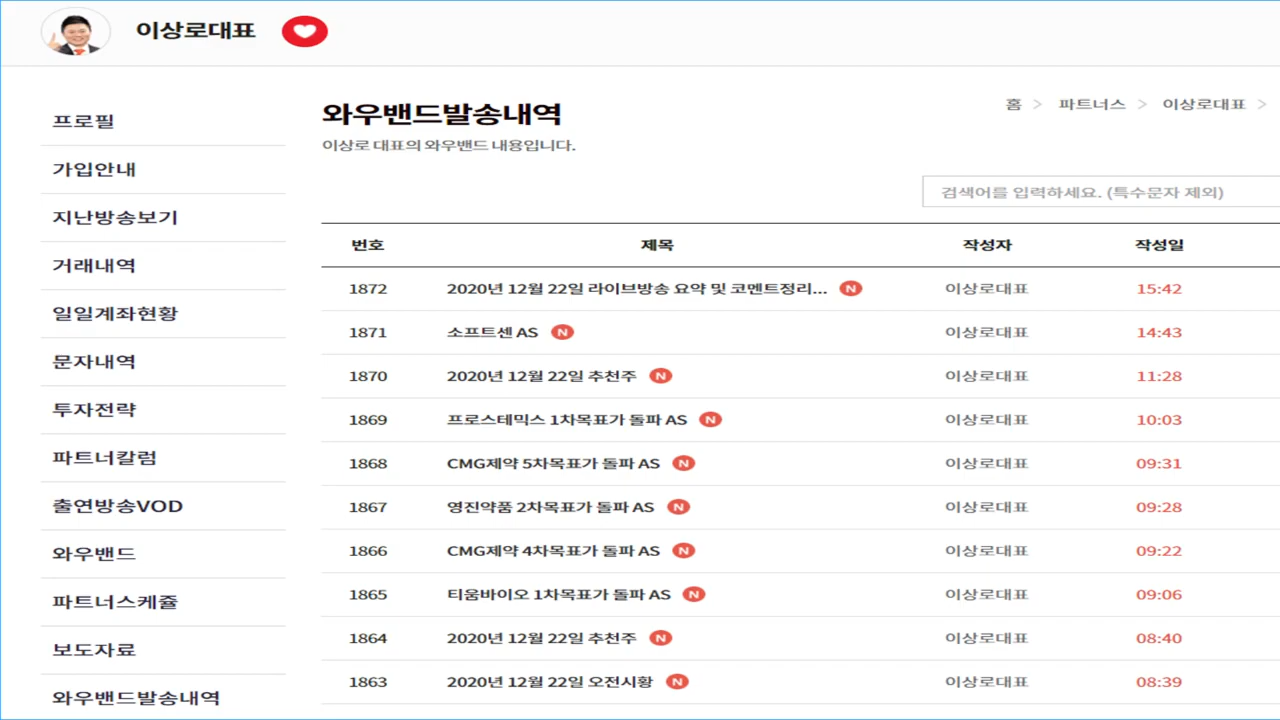 이상로대표
프로필
가입안내
지난방송보기
거래내역
일일계좌현황
문자내역
투자전략
파트너칼럼
출연방송VOD
와우밴드
파트너스케쥴
보도자료
와우밴드발송내역
홈 > 파트너스 > 이상로대표 >
와우밴드발송내역
이상로 대표의 와우밴드 내용입니다.
검색어를 입력하세요. (특수문자 제외)
번호 제목 작성자 작성일
1872 2020년 12월 22일 라이브방송 요약 및 코멘트정리... N 이상로대표 15:42
1871 소프트센 AS N 이상로대표 14:43
1870 2020년 12월 22일 추천주 N 이상로대표 11:28
1869 프로스테믹스 1차목표가 돌파 AS N 이상로대표 10:03
1868 CMG제약 5차목표가 돌파 AS N 이상로대표 09:31
1867 영진약품 2차목표가 돌파 AS N 이상로대표 09:28
1866 CMG제약 4차목표가 돌파 AS N 이상로대표 09:22
1865 티움바이오 1차목표가 돌파 AS N 이상로대표 09:06
1864 2020년 12월 22일 추천주 N 이상로대표 08:40
1863 2020년 12월 22일 오전시황 N 이상로대표 08:39